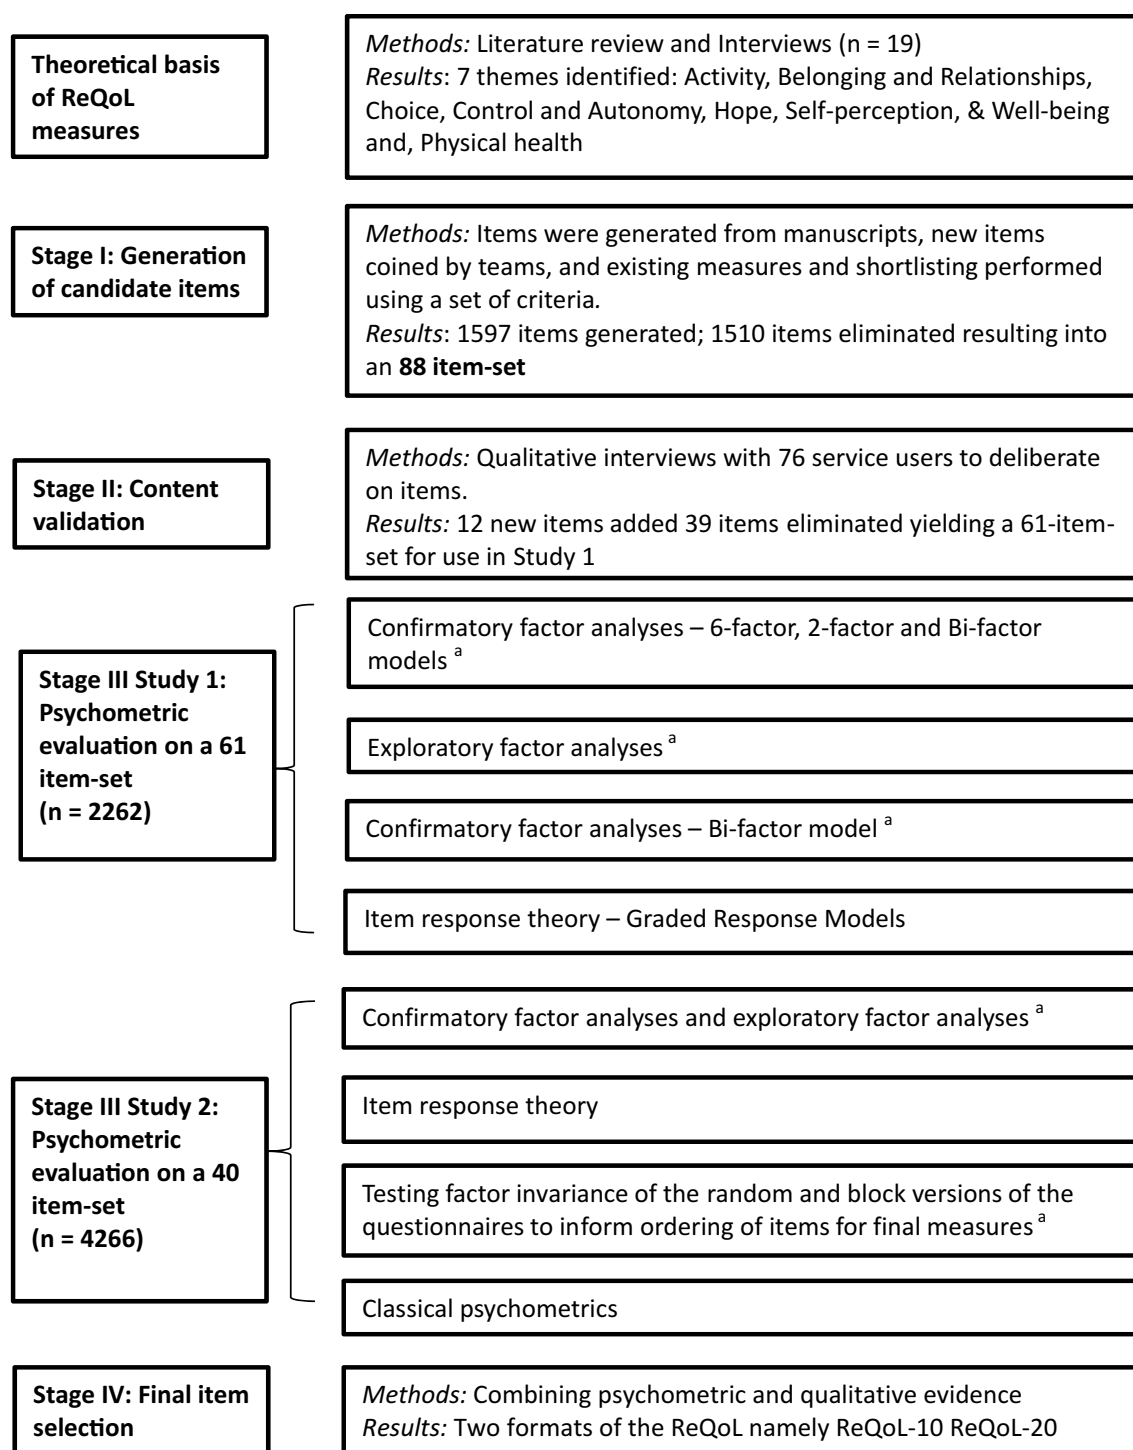 Theoretical basis
of ReQoL
measures
Methods: Literature review and Interviews (n = 19)
Results: 7 themes identified: Activity, Belonging and Relationships,
Choice, Control and Autonomy, Hope, Self-perception, & Well-being
and, Physical health
Stage I: Generation
of candidate items
Methods: Items were generated from manuscripts, new items
coined by teams, and existing measures and shortlisting performed
using a set of criteria.
Results: 1597 items generated; 1510 items eliminated resulting into
an 88 item-set
Stage II: Content
validation
Methods: Qualitative interviews with 76 service users to deliberate
on items.
Results: 12 new items added 39 items eliminated yielding a 61-item-
set for use in Study 1
Stage III Study 1:
Psychometric
evaluation on a 61
item-set
(n = 2262)
Confirmatory factor analyses – 6-factor, 2-factor and Bi-factor
models a
Exploratory factor analyses a
Confirmatory factor analyses – Bi-factor model a
Item response theory – Graded Response Models
Stage III Study 2:
Psychometric
evaluation on a 40
item-set
(n = 4266)
Confirmatory factor analyses and exploratory factor analyses a
Item response theory
Testing factor invariance of the random and block versions of the
questionnaires to inform ordering of items for final measures a
Classical psychometrics
Stage IV: Final item
selection
Methods: Combining psychometric and qualitative evidence
Results: Two formats of the ReQoL namely ReQoL-10 ReQoL-20